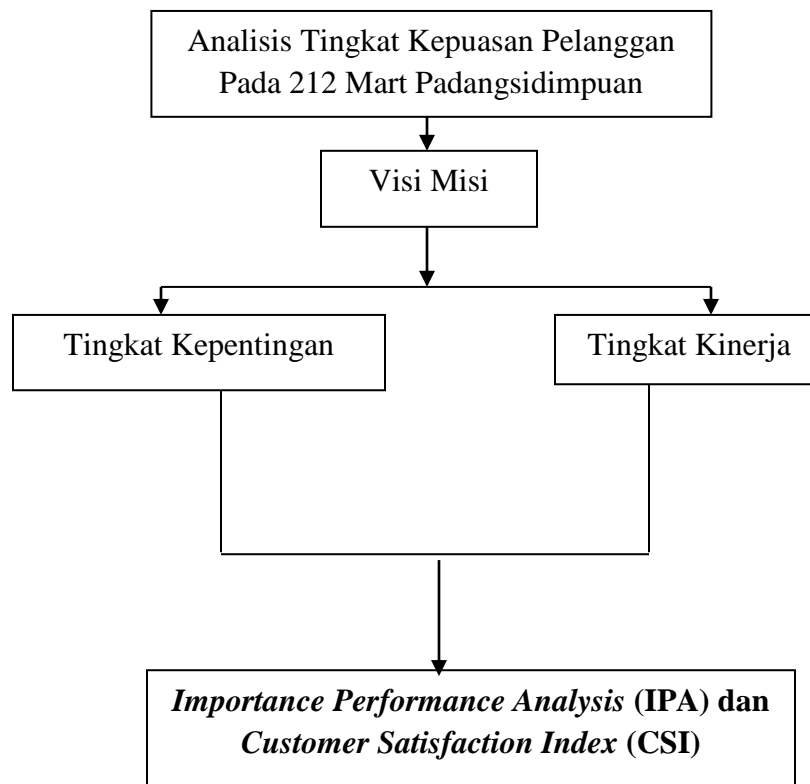 Analisis Tingkat Kepuasan Pelanggan
Pada 212 Mart Padangsidimpuan
Visi Misi
Tingkat Kepentingan
Tingkat Kinerja
Importance Performance Analysis (IPA) dan
Customer Satisfaction Index (CSI)